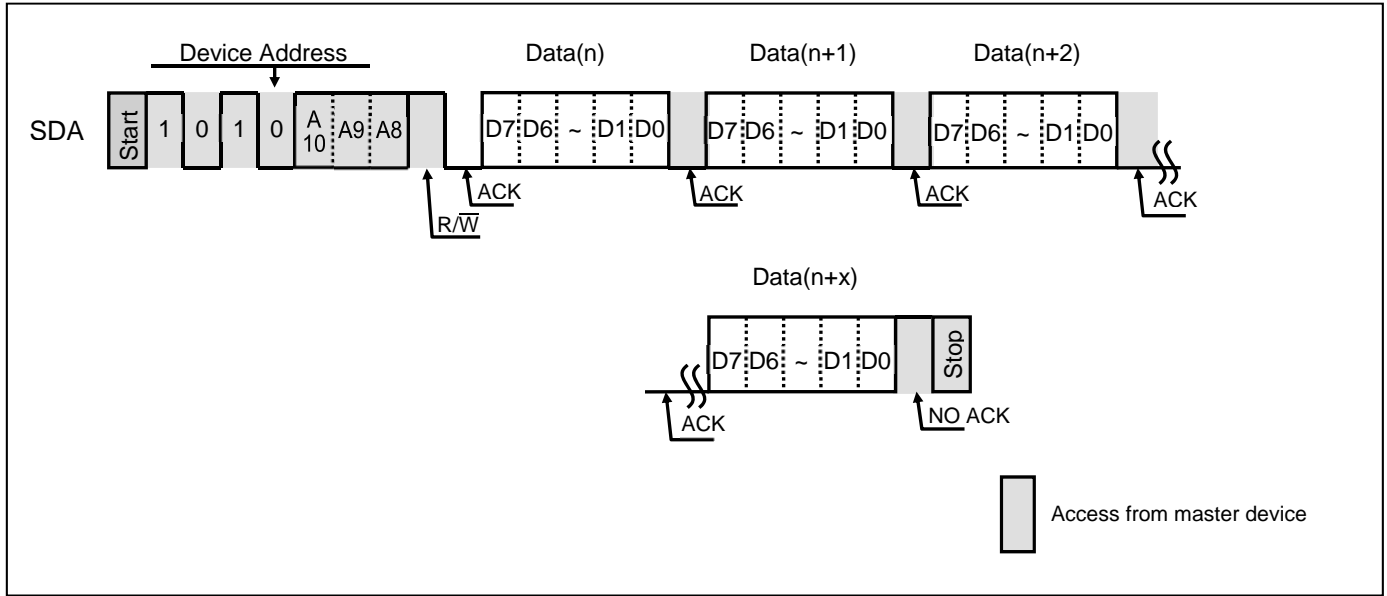 Device Address
Data(n)
Data(n+1)
Data(n+2)
SDA
Start
1
0
1
0
A
10
A9
A8
D7
D6
~
D1
D0
D7
D6
~
D1
D0
D7
D6
~
D1
D0
R/W̅
ACK
ACK
ACK
ACK
Data(n+x)
D7
D6
~
D1
D0
Stop
ACK
NO ACK
Access from master device